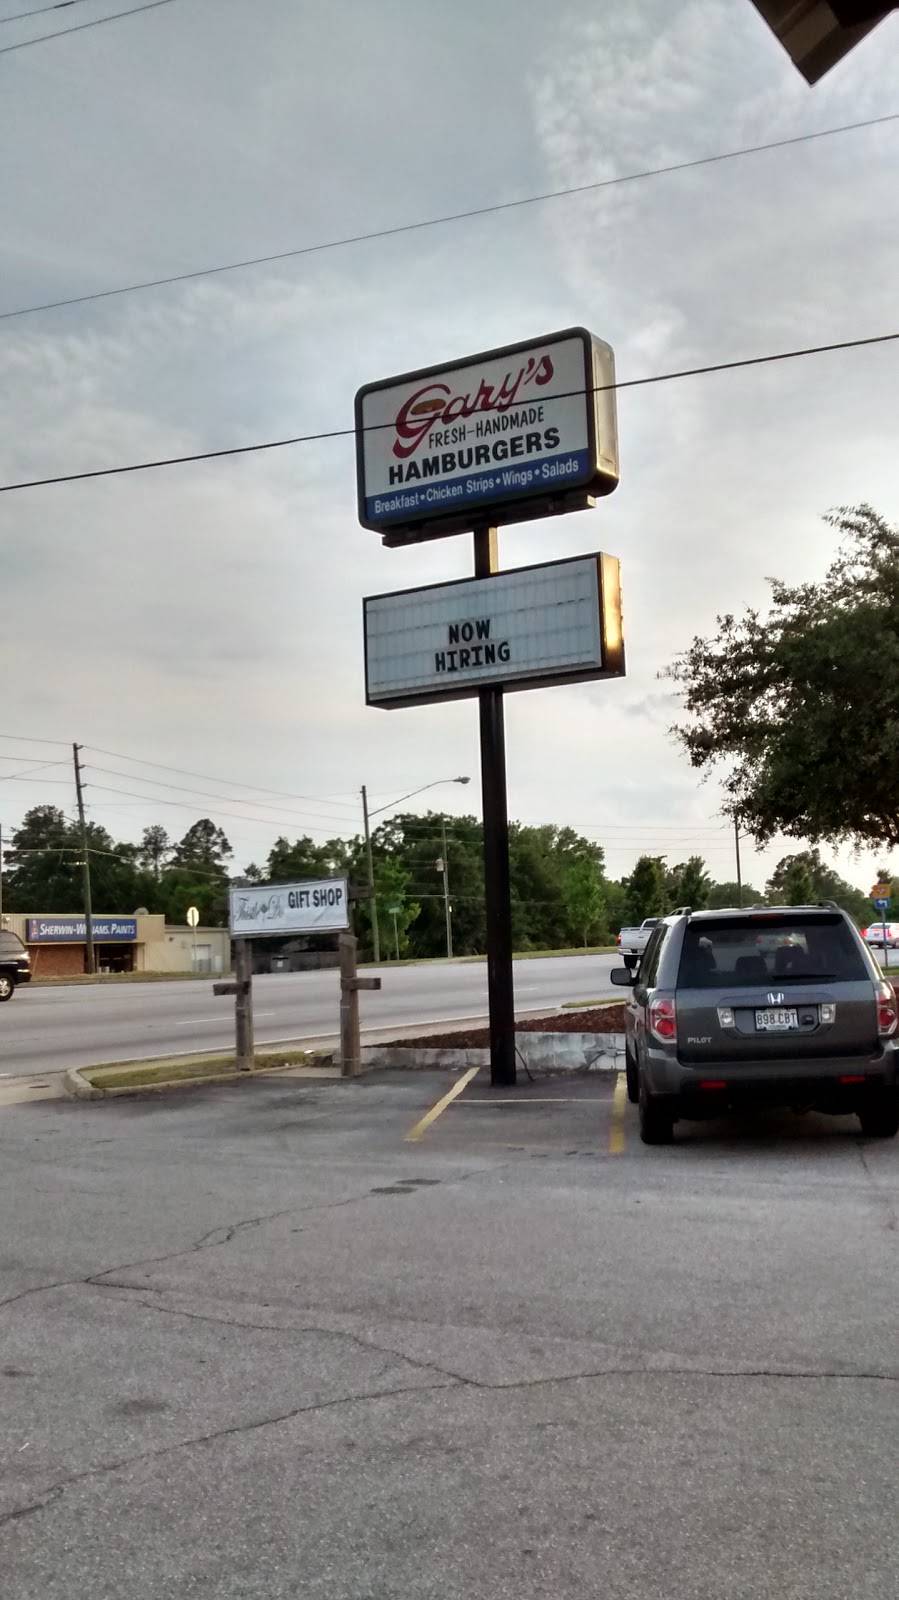 Gary's
FRESH-HANDMADE
HAMBURGERS
Breakfast • Chicken Strips • Wings • Salads
NOW
HIRING
GIFT SHOP
SHERWIN-WILLIAMS. PAINTS
898 CBT
PILOT